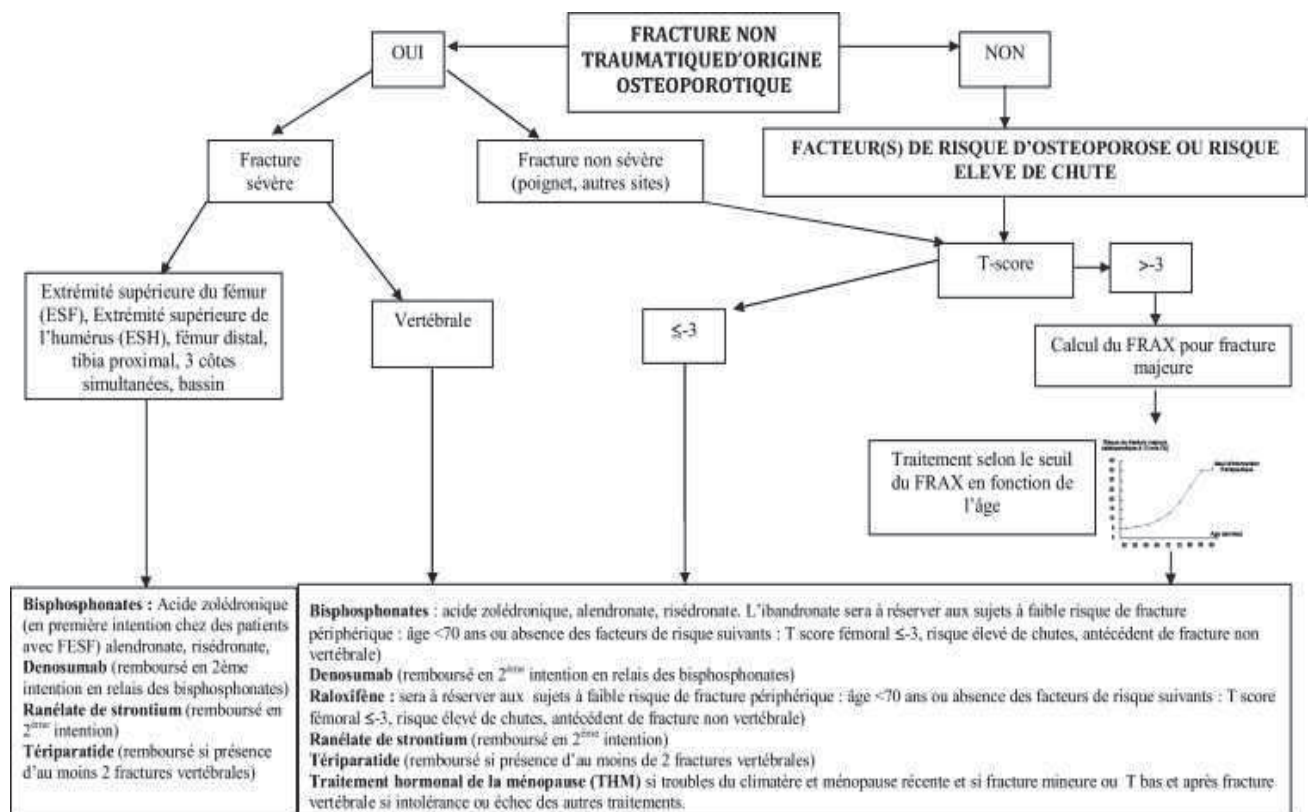 FRACTURE NON
TRAUMATIQUED'ORIGINE
OSTEOPOROTIQUE
OUI
NON
Fracture
sévère
Fracture non sévère
(poignet, autres sites)
FACTEUR(S) DE RISQUE D'OSTEOPOROSE OU RISQUE
ELEVE DE CHUTE
T-score
>-3
Extrémité supérieure du fémur
(ESF), Extrémité supérieure de
l'humérus (ESH), fémur distal,
tibia proximal, 3 côtes
simultanées, bassin
Vertébrale
≤-3
Calcul du FRAX pour fracture
majeure
Traitement selon le seuil
du FRAX en fonction de
l'âge
Bisphosphonates : Acide zolédronique
(en première intention chez des patients
avec FESF) alendronate, risédronate,
Denosumab (remboursé en 2ème
intention en relais des bisphosphonates)
Ranélate de strontium (remboursé en
2ème intention)
Tériparatide (remboursé si présence
d'au moins 2 fractures vertébrales)
Bisphosphonates : acide zolédronique, alendronate, risédronate. L'ibandronate sera à réserver aux sujets à faible risque de fracture
périphérique : âge <70 ans ou absence des facteurs de risque suivants : T score fémoral ≤-3, risque élevé de chutes, antécédent de fracture non
vertébrale)
Denosumab (remboursé en 2ème intention en relais des bisphosphonates)
Raloxifène : sera à réserver aux sujets à faible risque de fracture périphérique : âge <70 ans ou absence des facteurs de risque suivants : T score
fémoral ≤-3, risque élevé de chutes, antécédent de fracture non vertébrale)
Ranélate de strontium (remboursé en 2ème intention)
Tériparatide (remboursé si présence d'au moins de 2 fractures vertébrales)
Traitement hormonal de la ménopause (THM) si troubles du climatère et ménopause récente et si fracture mineure ou T bas et après fracture
vertébrale si intolérance ou échec des autres traitements.